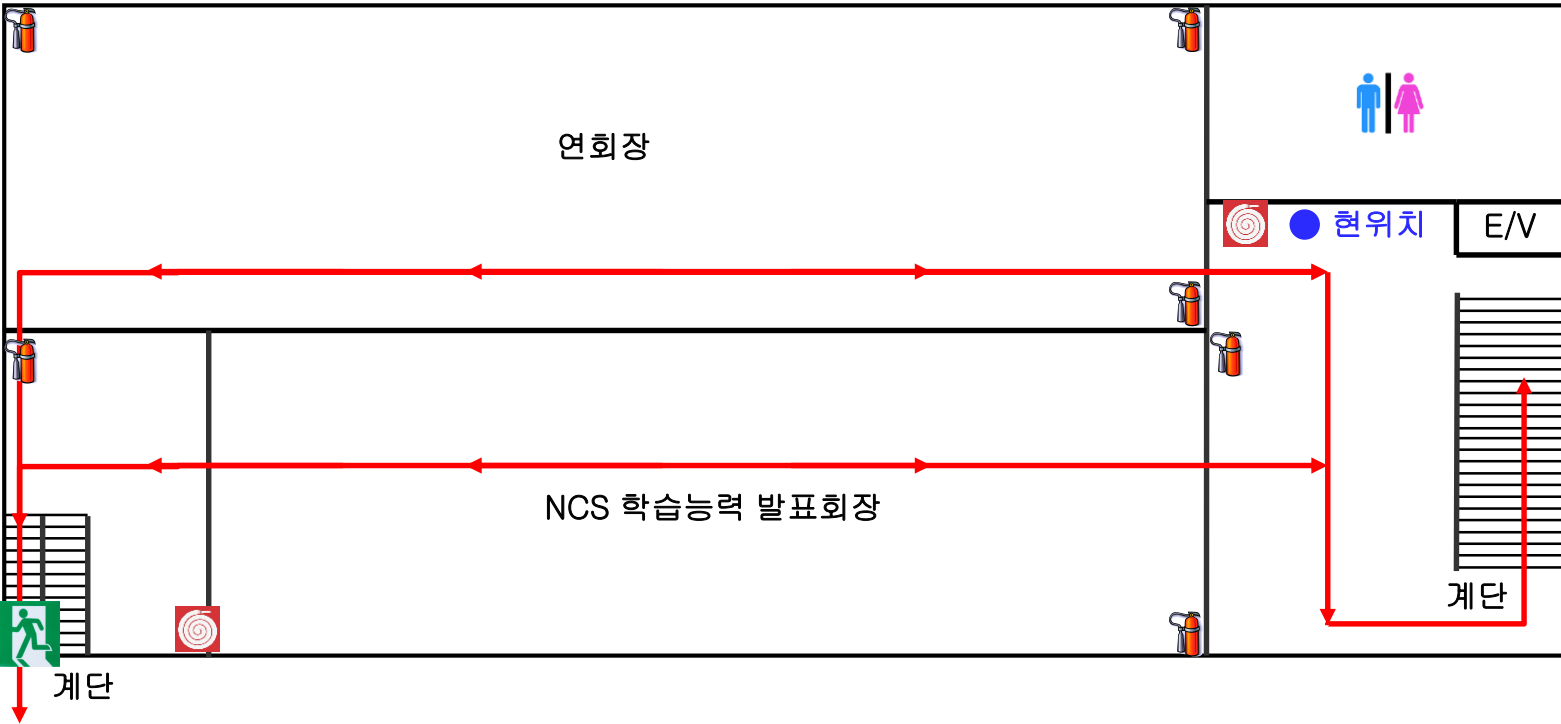 연회장
현위치
E/V
NCS 학습능력 발표회장
계단
계단